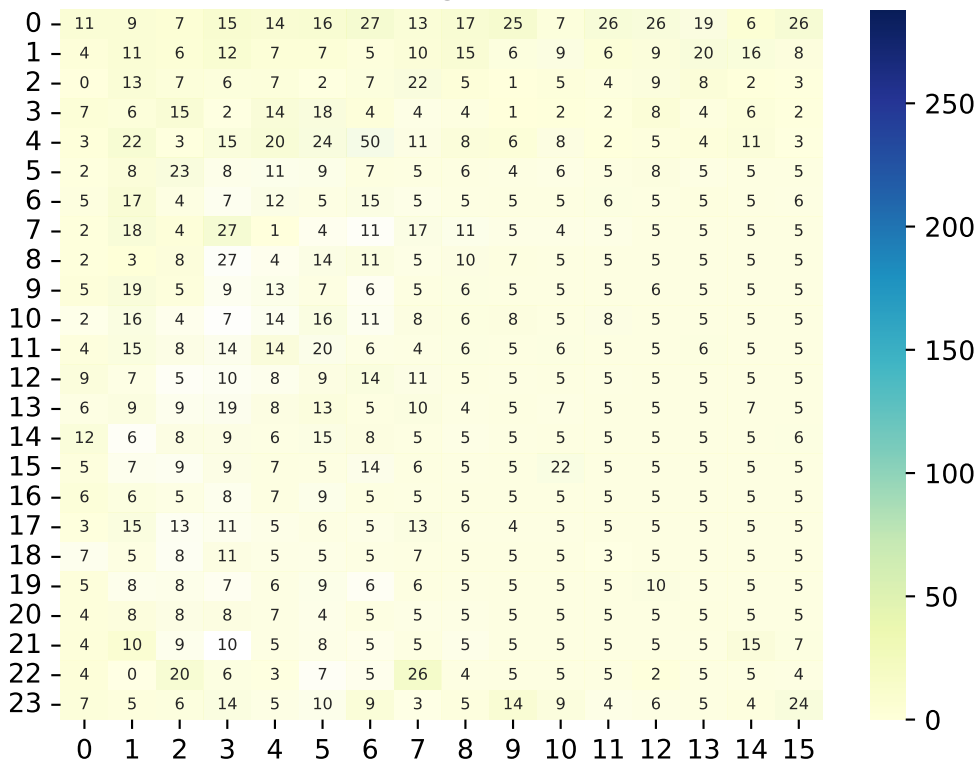 0 11 9 7 15 14 16 27 13 17 25 7 26 26 19 6 26
1 4 11 6 12 7 7 5 10 15 6 9 6 9 20 16 8
2 0 13 7 6 7 2 7 22 5 1 5 4 9 8 2 3
3 7 6 15 2 14 18 4 4 4 1 2 2 8 4 6 2
4 3 22 3 15 20 24 50 11 8 6 8 2 5 4 11 3
5 2 8 23 8 11 9 7 5 6 4 6 5 8 5 5 5
6 5 17 4 7 12 5 15 5 5 5 5 6 5 5 5 6
7 2 18 4 27 1 4 11 17 11 5 4 5 5 5 5 5
8 2 3 8 27 4 14 11 5 10 7 5 5 5 5 5 5
9 5 19 5 9 13 7 6 5 6 5 5 5 6 5 5 5
10 2 16 4 7 14 16 11 8 6 8 5 8 5 5 5 5
11 4 15 8 14 14 20 6 4 6 5 6 5 5 6 5 5
12 9 7 5 10 8 9 14 11 5 5 5 5 5 5 5 5
13 6 9 9 19 8 13 5 10 4 5 7 5 5 5 7 5
14 12 6 8 9 6 15 8 5 5 5 5 5 5 5 5 6
15 5 7 9 9 7 5 14 6 5 5 22 5 5 5 5 5
16 6 6 5 8 7 9 5 5 5 5 5 5 5 5 5 5
17 3 15 13 11 5 6 5 13 6 4 5 5 5 5 5 5
18 7 5 8 11 5 5 5 7 5 5 5 3 5 5 5 5
19 5 8 8 7 6 9 6 6 5 5 5 5 10 5 5 5
20 4 8 8 8 7 4 5 5 5 5 5 5 5 5 5 5
21 4 10 9 10 5 8 5 5 5 5 5 5 5 5 15 7
22 4 0 20 6 3 7 5 26 4 5 5 5 2 5 5 4
23 7 5 6 14 5 10 9 3 5 14 9 4 6 5 4 24
0 1 2 3 4 5 6 7 8 9 10 11 12 13 14 15
250
200
150
100
50
0